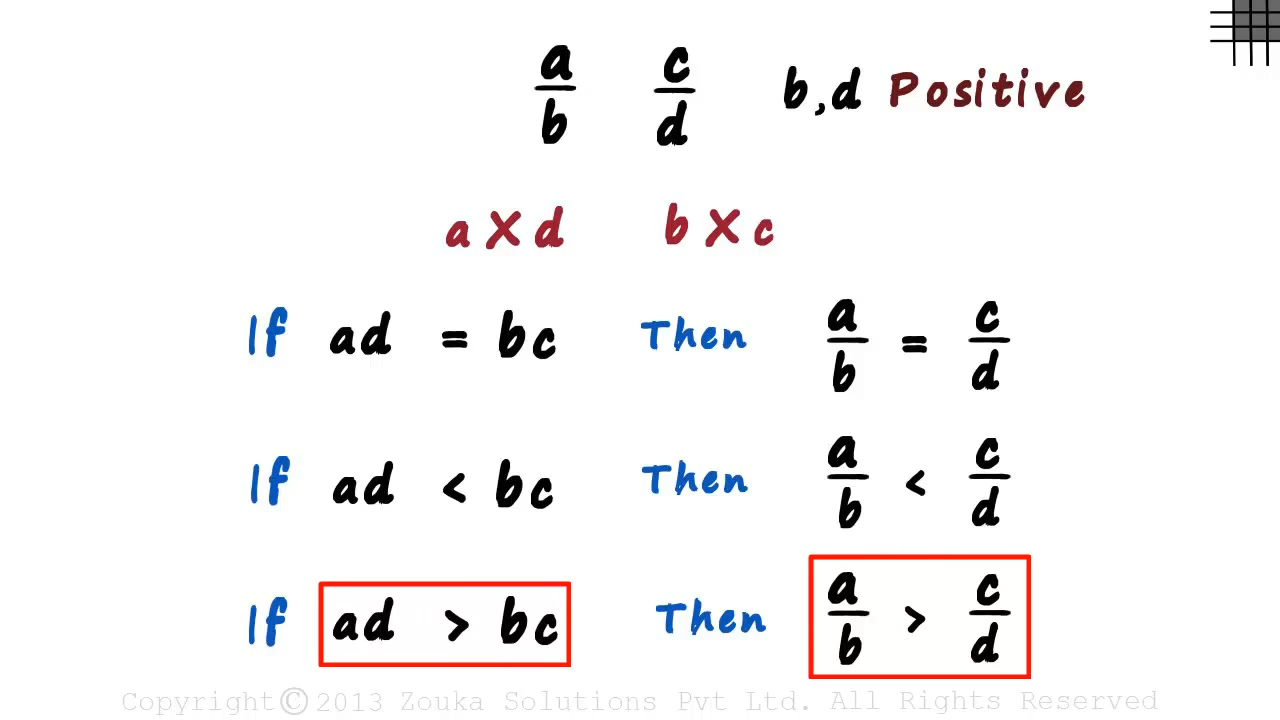 a/b c/d b,d Positive
a X d b X c
If ad = bc Then a/b = c/d
If ad < bc Then a/b < c/d
If ad > bc Then a/b > c/d
Copyright© 2013 Zouka Solutions Pvt Ltd. All Rights Reserved